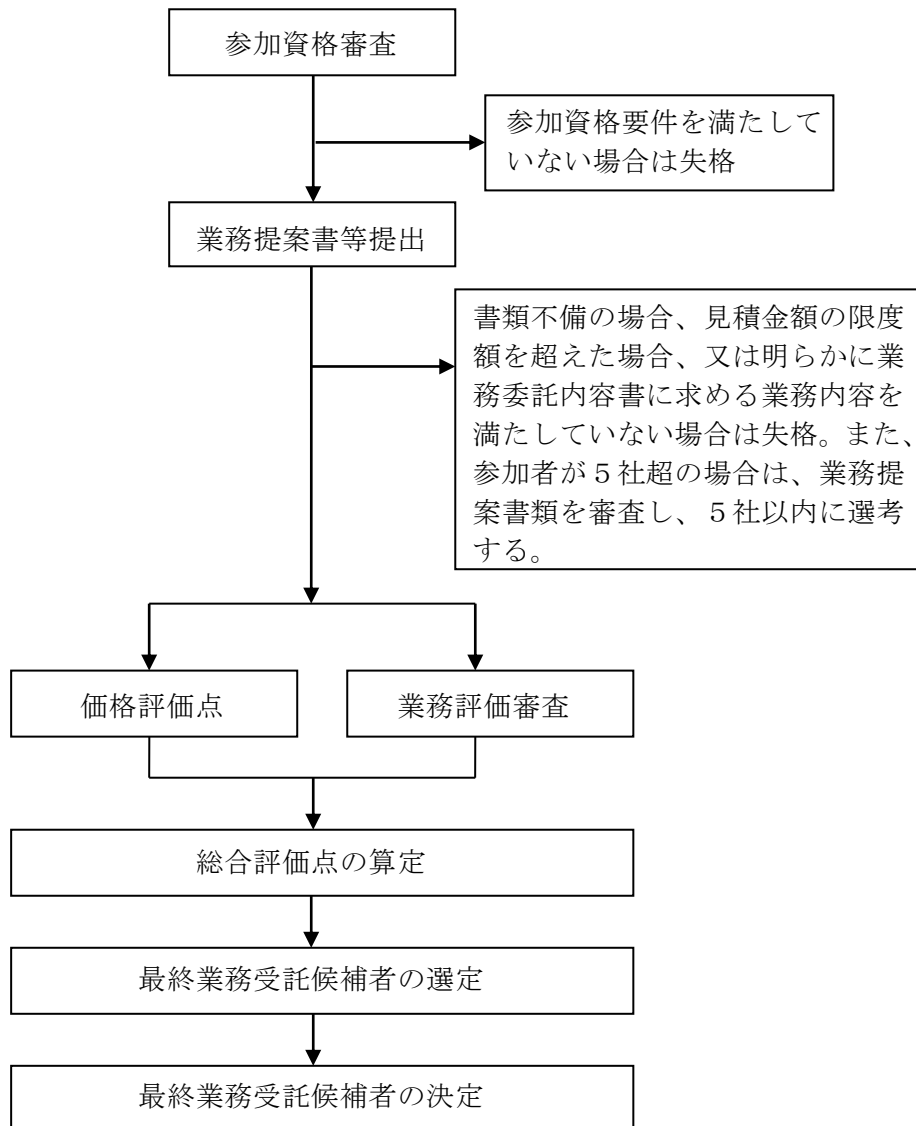 参加資格審査
参加資格要件を満たして
いない場合は失格
業務提案書等提出
書類不備の場合、見積金額の限度
額を超えた場合、又は明らかに業
務委託内容書に求める業務内容を
満たしていない場合は失格。また、
参加者が５社超の場合は、業務提
案書類を審査し、５社以内に選考
する。
価格評価点
業務評価審査
総合評価点の算定
最終業務受託候補者の選定
最終業務受託候補者の決定